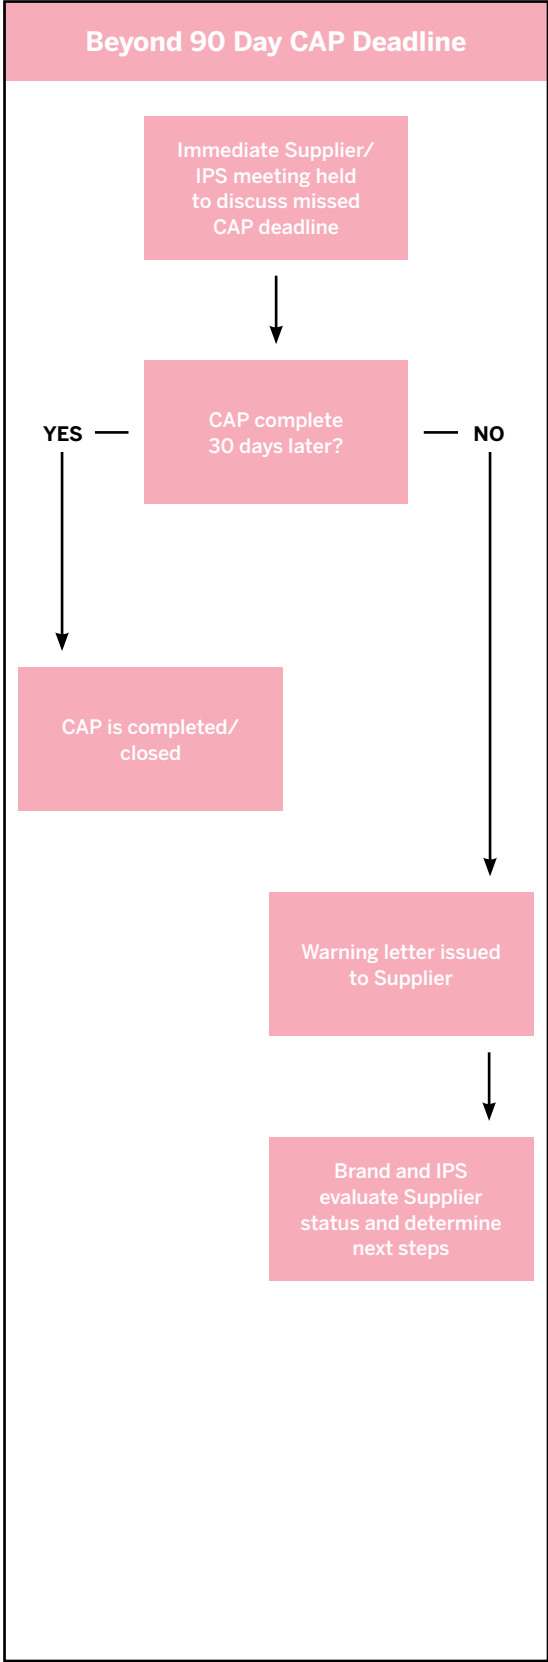 Beyond 90 Day CAP Deadline
Immediate Supplier/
IPS meeting held
to discuss missed
CAP deadline
CAP complete
30 days later?
YES
NO
CAP is completed/
closed
Warning letter issued
to Supplier
Brand and IPS
evaluate Supplier
status and determine
next steps